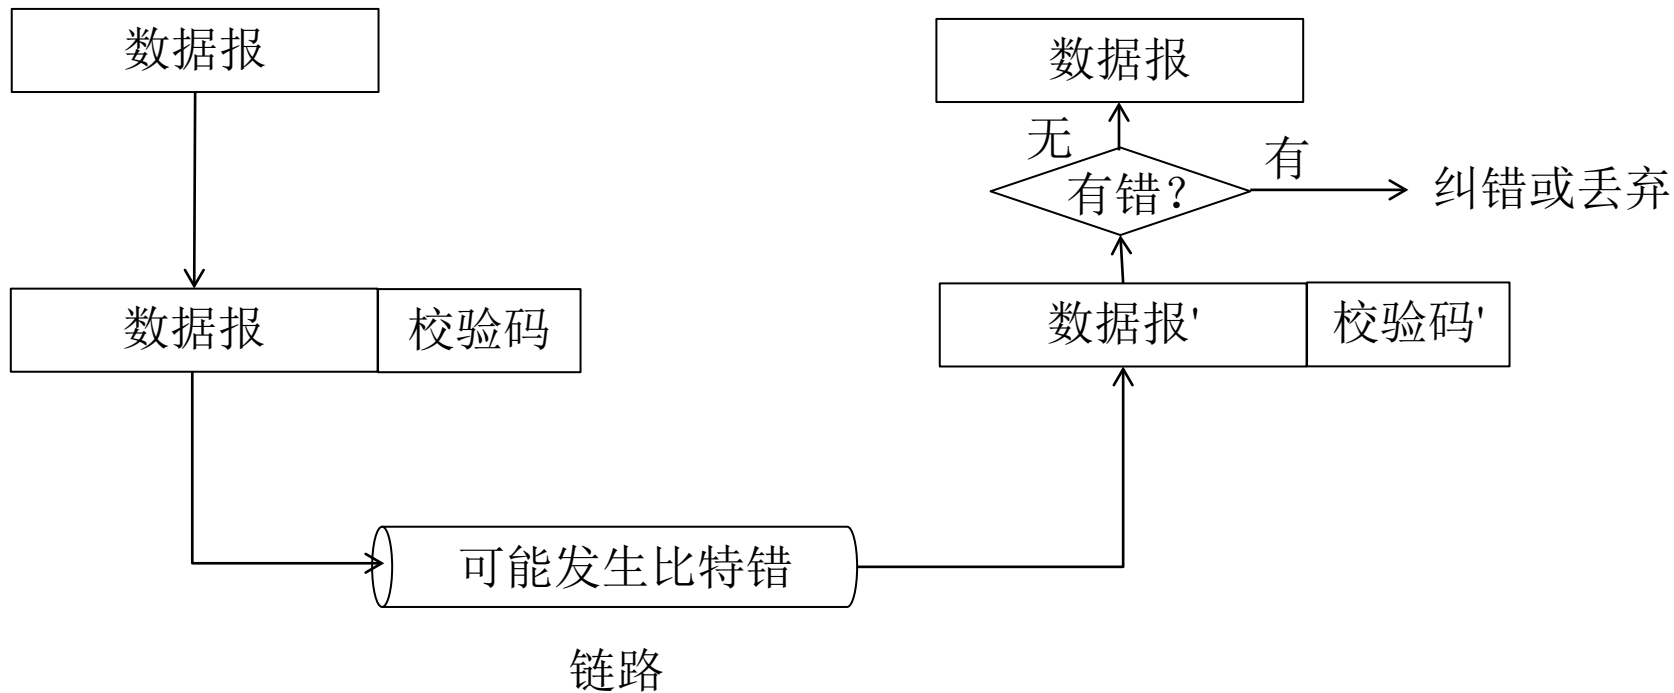 数据报
数据报
无
有
有错？
纠错或丢弃
数据报
校验码
数据报'
校验码'
可能发生比特错
链路